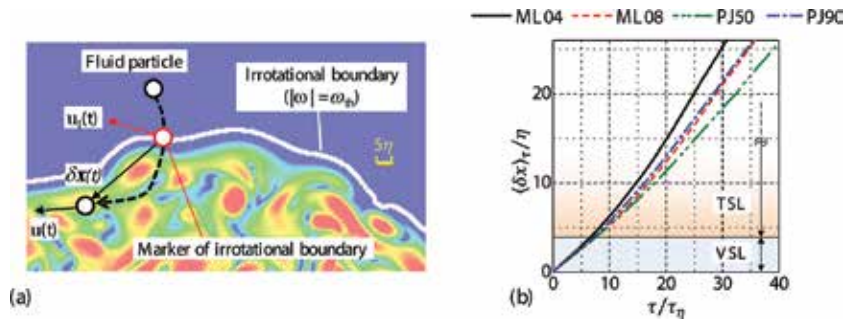 ML04 ML08 PJ50 PJ90
Fluid particle
Irrotational boundary
(|ω| = ω_th)
u_I(t)
5η
δx(t)
u(t)
Marker of irrotational boundary
(a)
⟨δx⟩_τ/η
20
10
0
TSL
VSL
0 10 20 30 40
τ/τ_η
(b)